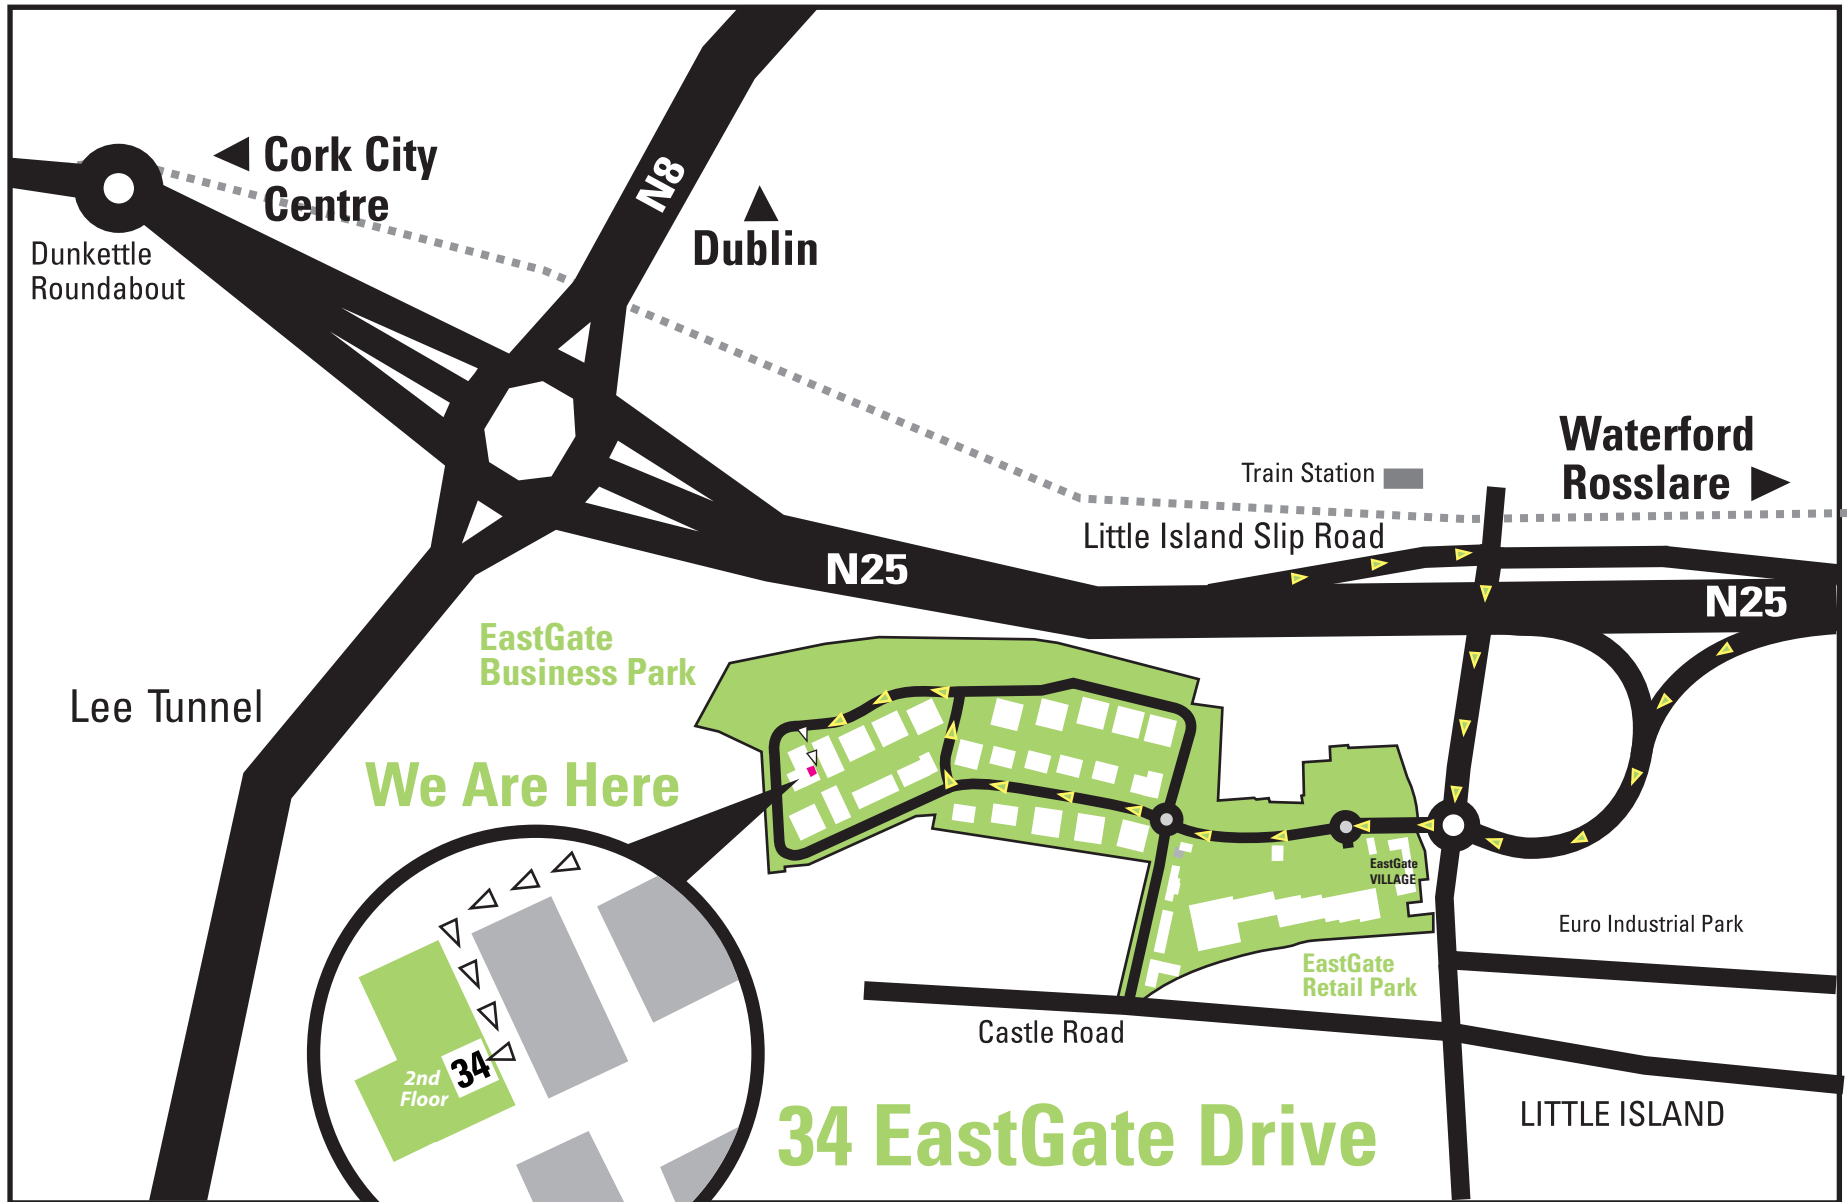 Cork City
Centre
Dunkettle
Roundabout
N8
Dublin
Waterford
Rosslare
Train Station
Little Island Slip Road
N25
N25
EastGate
Business Park
Lee Tunnel
We Are Here
EastGate
VILLAGE
Euro Industrial Park
EastGate
Retail Park
Castle Road
34
2nd
Floor
LITTLE ISLAND
34 EastGate Drive